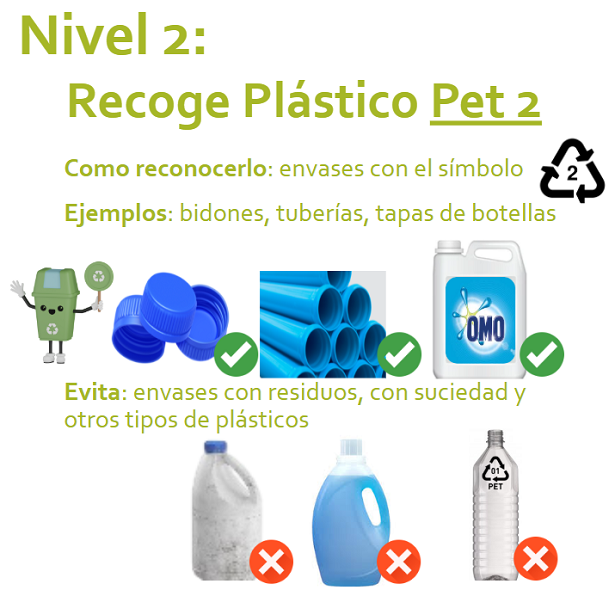 Nivel 2:
Recoge Plástico Pet 2
Como reconocerlo: envases con el símbolo
2
Ejemplos: bidones, tuberías, tapas de botellas
OMO
Evita: envases con residuos, con suciedad y
otros tipos de plásticos
01
PET